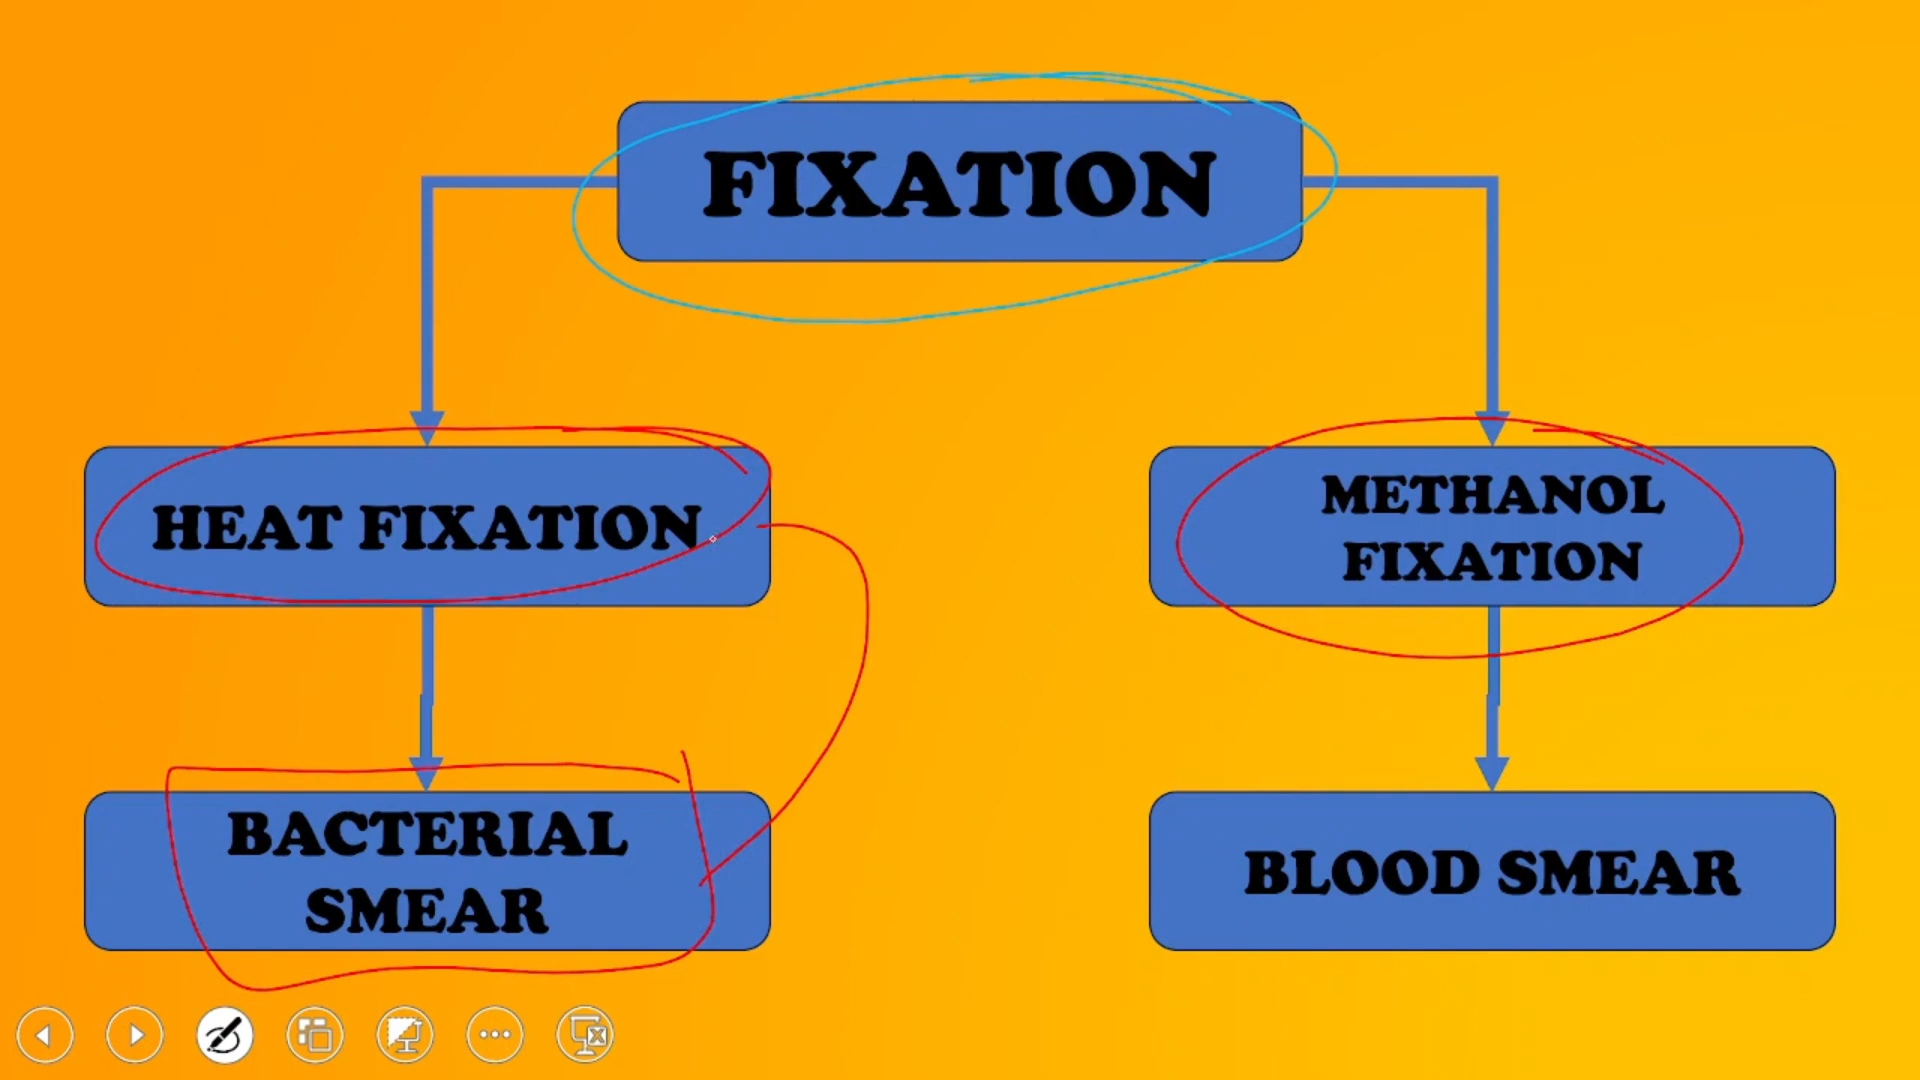 FIXATION
HEAT FIXATION
METHANOL
FIXATION
BACTERIAL
SMEAR
BLOOD SMEAR